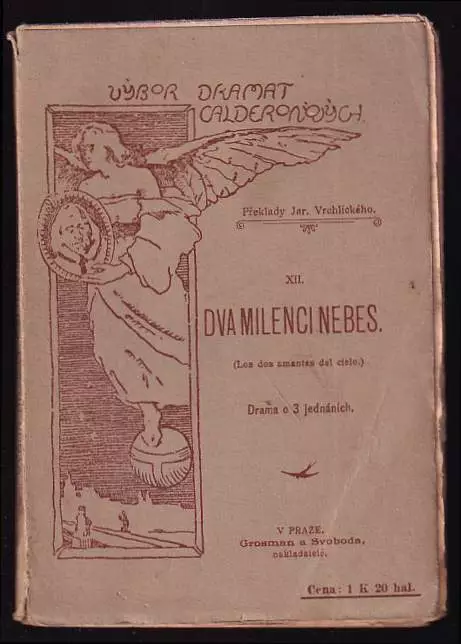 VÝBOR DRAMAT
CALDERONOVÝCH.
Překlady Jar. Vrchlického.
XII.
DVA MILENCI NEBES.
(Los dos amantes del cielo.)
Drama o 3 jednáních.
V PRAZE.
Grosman a Svoboda,
nakladatelé.
Cena: 1 K 20 hal.